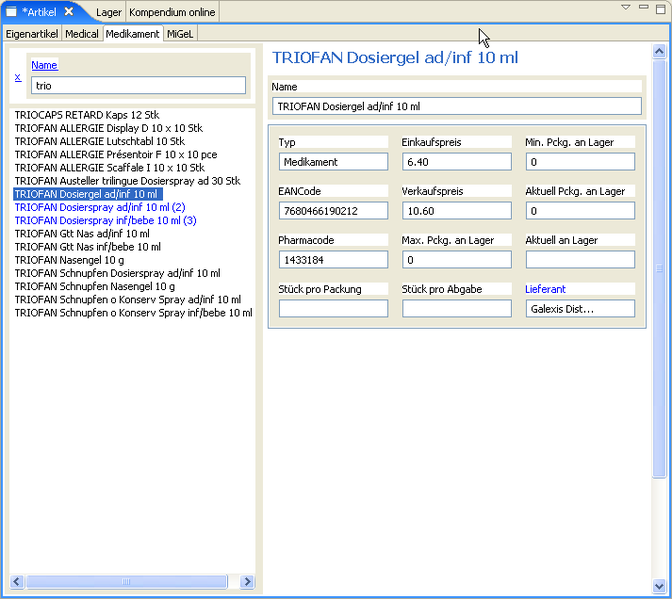 *Artikel
Lager
Kompendium online
Eigenartikel
Medical
Medikament
MiGeL
x
Name
trio
TRIOCAPS RETARD Kaps 12 Stk
TRIOFAN ALLERGIE Display D 10 x 10 Stk
TRIOFAN ALLERGIE Lutschtabl 10 Stk
TRIOFAN ALLERGIE Présentoir F 10 x 10 pce
TRIOFAN ALLERGIE Scaffale I 10 x 10 Stk
TRIOFAN Austeller trilingue Dosierspray ad 30 Stk
TRIOFAN Dosiergel ad/inf 10 ml
TRIOFAN Dosierspray ad/inf 10 ml (2)
TRIOFAN Dosierspray inf/bebe 10 ml (3)
TRIOFAN Gtt Nas ad/inf 10 ml
TRIOFAN Gtt Nas inf/bebe 10 ml
TRIOFAN Nasengel 10 g
TRIOFAN Schnupfen Dosierspray ad/inf 10 ml
TRIOFAN Schnupfen Nasengel 10 g
TRIOFAN Schnupfen o Konserv Spray ad/inf 10 ml
TRIOFAN Schnupfen o Konserv Spray inf/bebe 10 ml
TRIOFAN Dosiergel ad/inf 10 ml
Name
TRIOFAN Dosiergel ad/inf 10 ml
Typ
Einkaufspreis
Min. Pckg. an Lager
Medikament
6.40
0
EANCode
Verkaufspreis
Aktuell Pckg. an Lager
7680466190212
10.60
0
Pharmacode
Max. Pckg. an Lager
Aktuell an Lager
1433184
0
Stück pro Packung
Stück pro Abgabe
Lieferant
Galexis Dist...